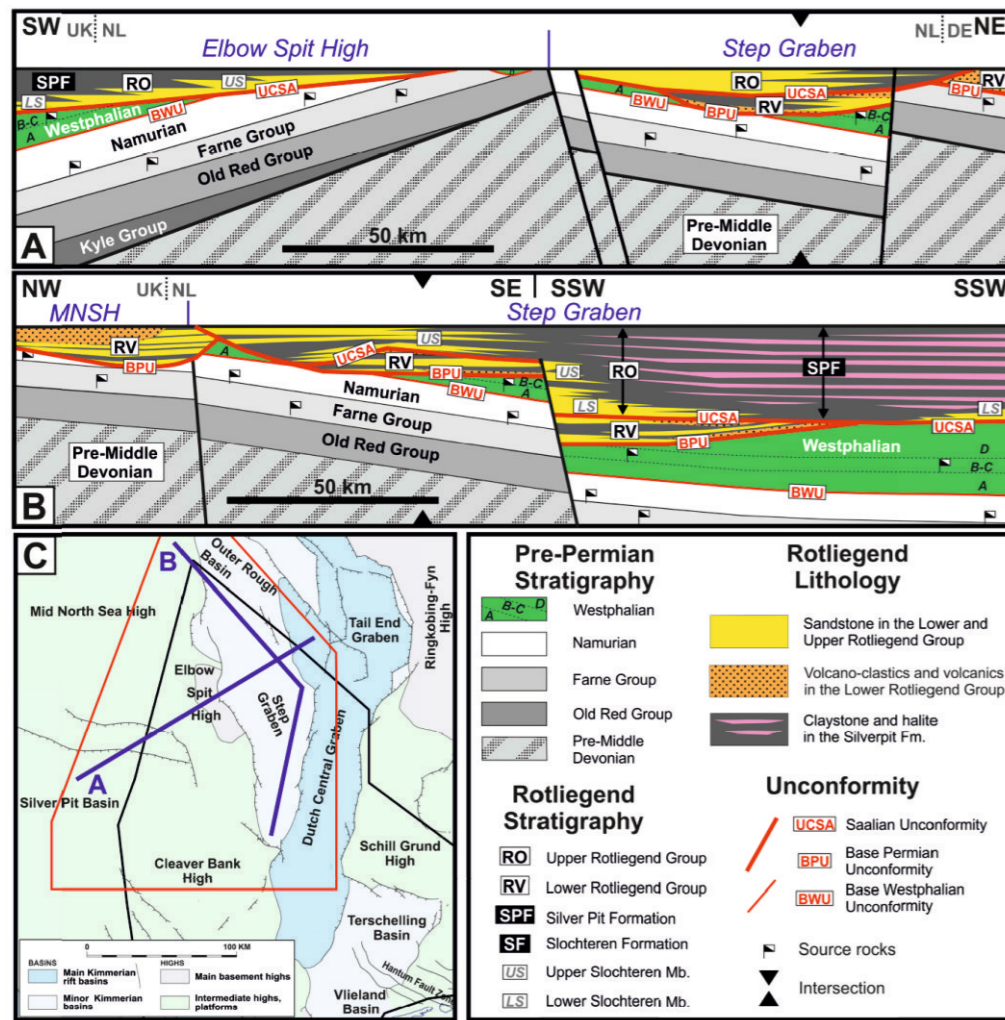 SW UK NL Elbow Spit High Step Graben NL DE NE
SPF RO US UCSA RO RV
LS BWU A BWU BPU RV UCSA BPU
B-C Westphalian B-C
A Namurian A
Farne Group
Old Red Group
Kyle Group 50 km Pre-Middle
Devonian
A
NW UK NL SE SSW SSW
MNSH Step Graben
RV A US UCSA RO SPF
BPU RV US
BPU B-C LS
Namurian BWU A UCSA UCSA
Farne Group RV BPU Westphalian
Old Red Group D
Pre-Middle B-C
Devonian A
50 km BWU
B
C
B
Outer Rough
Basin
Mid North Sea High
Tail End
Graben
Ringkobing-Fyn
High
Elbow
Spit
High
Step
Graben
Dutch Central Graben
A
Silver Pit Basin
Cleaver Bank
High
Schill Grund
High
Terschelling
Basin
Hantum Fault Zone
Vlieland
Basin
0 100 KM
BASINS HIGHS
Main Kimmerian
rift basins
Main basement highs
Minor Kimmerian
basins
Intermediate highs,
platforms
Pre-Permian
Stratigraphy
A B-C D Westphalian
Namurian
Farne Group
Old Red Group
Pre-Middle
Devonian
Rotliegend
Stratigraphy
RO Upper Rotliegend Group
RV Lower Rotliegend Group
SPF Silver Pit Formation
SF Slochteren Formation
US Upper Slochteren Mb.
LS Lower Slochteren Mb.
Rotliegend
Lithology
Sandstone in the Lower and
Upper Rotliegend Group
Volcano-clastics and volcanics
in the Lower Rotliegend Group
Claystone and halite
in the Silverpit Fm.
Unconformity
UCSA Saalian Unconformity
BPU Base Permian
Unconformity
BWU Base Westphalian
Unconformity
Source rocks
Intersection